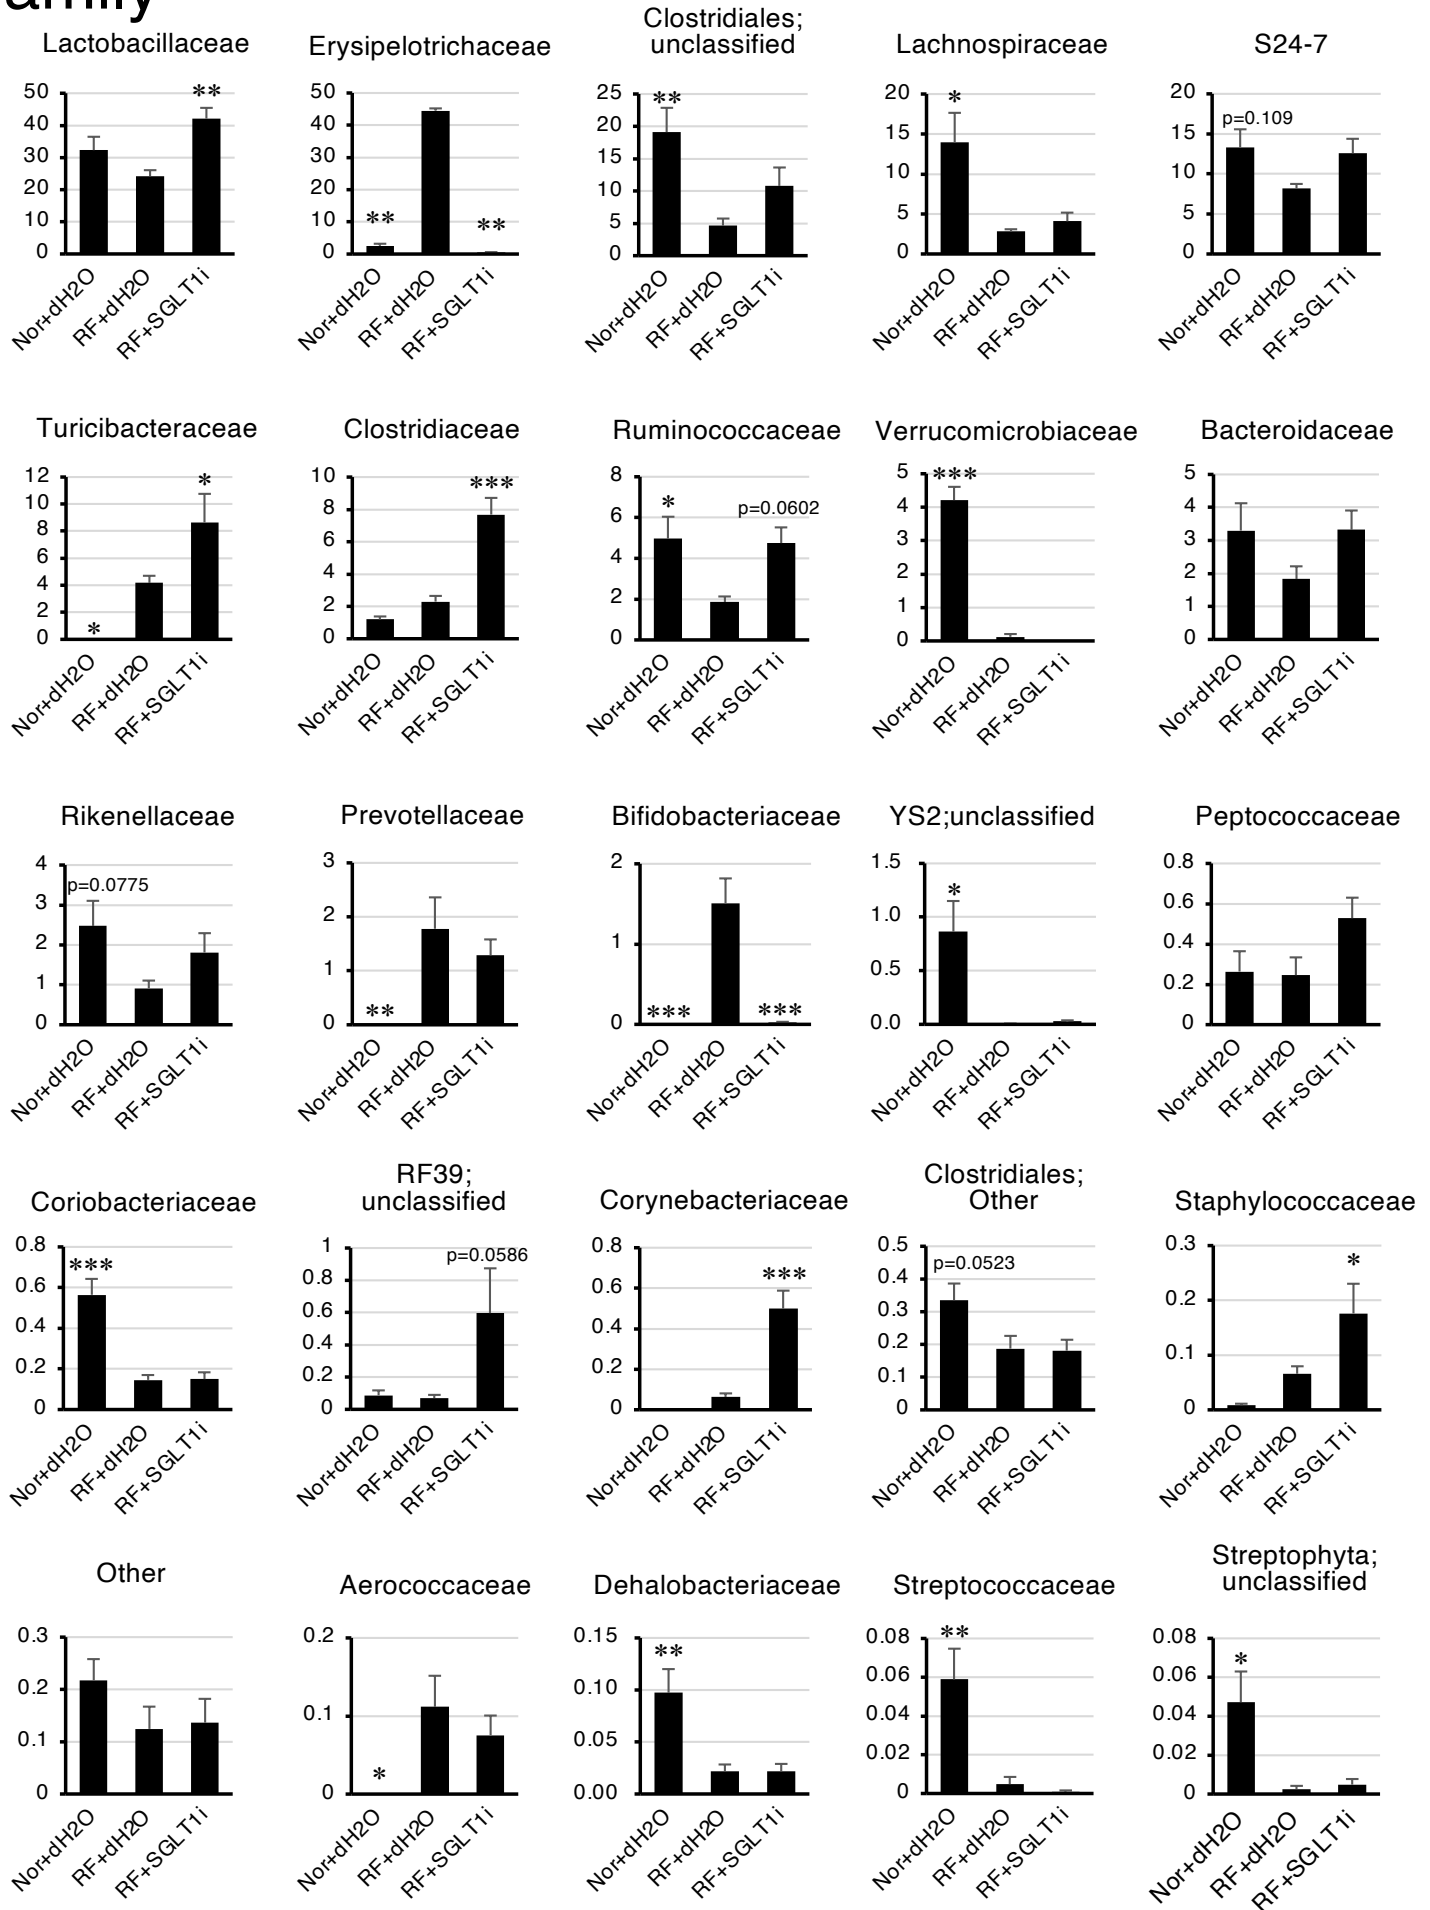 amily
Lactobacillaceae
50
40
30
20
10
0
**
Nor+dH2O
RF+dH2O
RF+SGLT1i
Erysipelotrichaceae
50
40
30
20
10
0
**
**
Nor+dH2O
RF+dH2O
RF+SGLT1i
Clostridiales;
unclassified
25
20
15
10
5
0
**
Nor+dH2O
RF+dH2O
RF+SGLT1i
Lachnospiraceae
20
15
10
5
0
*
Nor+dH2O
RF+dH2O
RF+SGLT1i
S24-7
20
15
10
5
0
p=0.109
Nor+dH2O
RF+dH2O
RF+SGLT1i
Turicibacteraceae
12
10
8
6
4
2
0
*
*
Nor+dH2O
RF+dH2O
RF+SGLT1i
Clostridiaceae
10
8
6
4
2
0
***
Nor+dH2O
RF+dH2O
RF+SGLT1i
Ruminococcaceae
8
6
4
2
0
*
p=0.0602
Nor+dH2O
RF+dH2O
RF+SGLT1i
Verrucomicrobiaceae
5
4
3
2
1
0
***
Nor+dH2O
RF+dH2O
RF+SGLT1i
Bacteroidaceae
5
4
3
2
1
0
Nor+dH2O
RF+dH2O
RF+SGLT1i
Rikenellaceae
4
3
2
1
0
p=0.0775
Nor+dH2O
RF+dH2O
RF+SGLT1i
Prevotellaceae
3
2
1
0
**
Nor+dH2O
RF+dH2O
RF+SGLT1i
Bifidobacteriaceae
2
1
0
***
***
Nor+dH2O
RF+dH2O
RF+SGLT1i
YS2;unclassified
1.5
1.0
0.5
0.0
*
Nor+dH2O
RF+dH2O
RF+SGLT1i
Peptococcaceae
0.8
0.6
0.4
0.2
0
Nor+dH2O
RF+dH2O
RF+SGLT1i
Coriobacteriaceae
0.8
0.6
0.4
0.2
0
***
Nor+dH2O
RF+dH2O
RF+SGLT1i
RF39;
unclassified
1
0.8
0.6
0.4
0.2
0
p=0.0586
Nor+dH2O
RF+dH2O
RF+SGLT1i
Corynebacteriaceae
0.8
0.6
0.4
0.2
0
***
Nor+dH2O
RF+dH2O
RF+SGLT1i
Clostridiales;
Other
0.5
0.4
0.3
0.2
0.1
0
p=0.0523
Nor+dH2O
RF+dH2O
RF+SGLT1i
Staphylococcaceae
0.3
0.2
0.1
0
*
Nor+dH2O
RF+dH2O
RF+SGLT1i
Other
0.3
0.2
0.1
0
Nor+dH2O
RF+dH2O
RF+SGLT1i
Aerococcaceae
0.2
0.1
0
*
Nor+dH2O
RF+dH2O
RF+SGLT1i
Dehalobacteriaceae
0.15
0.10
0.05
0.00
**
Nor+dH2O
RF+dH2O
RF+SGLT1i
Streptococcaceae
0.08
0.06
0.04
0.02
0
**
Nor+dH2O
RF+dH2O
RF+SGLT1i
Streptophyta;
unclassified
0.08
0.06
0.04
0.02
0
*
Nor+dH2O
RF+dH2O
RF+SGLT1i